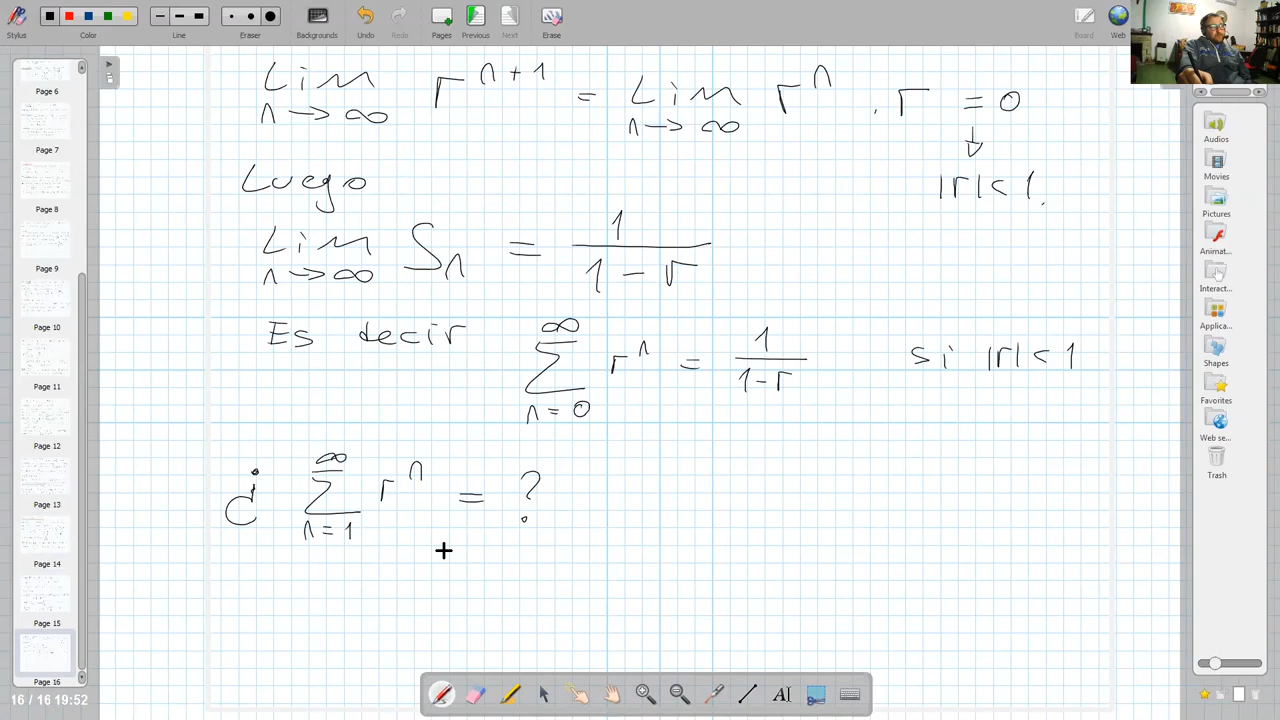 Stylus Color Line Eraser Backgrounds Undo Redo Pages Previous Next Erase Board Web
Page 6
Page 7
Page 8
Page 9
Page 10
Page 11
Page 12
Page 13
Page 14
Page 15
Page 16
16 / 16 19:52
Lim n→∞ r^{n+1} = Lim n→∞ r^n . r = 0
↓
|r| < 1.
Luego
Lim n→∞ S_n = 1/(1 - r)
Es decir ∑_{n=0}^{∞} r^n = 1/(1-r) si |r| < 1
¿ ∑_{n=1}^{∞} r^n = ?
Audios
Movies
Pictures
Animat...
Interact...
Applica...
Shapes
Favorites
Web se...
Trash